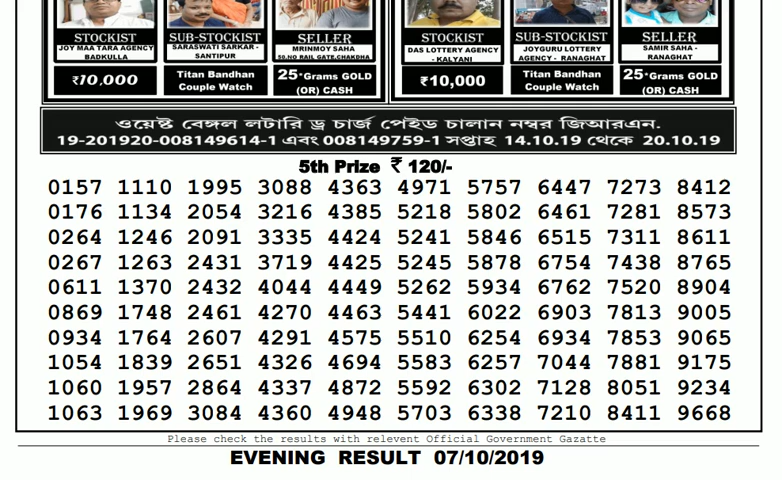 STOCKIST SUB-STOCKIST SELLER STOCKIST SUB-STOCKIST SELLER
JOY MAA TARA AGENCY SARASWATI SARKAR - MRINMOY SAHA DAS LOTTERY AGENCY JOYGURU LOTTERY SAMIR SAHA -
BADKULLA SANTIPUR 50.NO RAIL GATE,CHAKDHA - KALYANI AGENCY - RANAGHAT RANAGHAT
₹10,000 Titan Bandhan Couple Watch 25*Grams GOLD (OR) CASH ₹10,000 Titan Bandhan Couple Watch 25*Grams GOLD (OR) CASH
ওয়েষ্ট বেঙ্গল লটারি ড্র চার্জ পেইড চালান নম্বর জিআরএন.
19-201920-008149614-1 এবং 008149759-1 সপ্তাহ 14.10.19 থেকে 20.10.19
5th Prize ₹ 120/-
0157 1110 1995 3088 4363 4971 5757 6447 7273 8412
0176 1134 2054 3216 4385 5218 5802 6461 7281 8573
0264 1246 2091 3335 4424 5241 5846 6515 7311 8611
0267 1263 2431 3719 4425 5245 5878 6754 7438 8765
0611 1370 2432 4044 4449 5262 5934 6762 7520 8904
0869 1748 2461 4270 4463 5441 6022 6903 7813 9005
0934 1764 2607 4291 4575 5510 6254 6934 7853 9065
1054 1839 2651 4326 4694 5583 6257 7044 7881 9175
1060 1957 2864 4337 4872 5592 6302 7128 8051 9234
1063 1969 3084 4360 4948 5703 6338 7210 8411 9668
Please check the results with relevent Official Government Gazatte
EVENING RESULT 07/10/2019